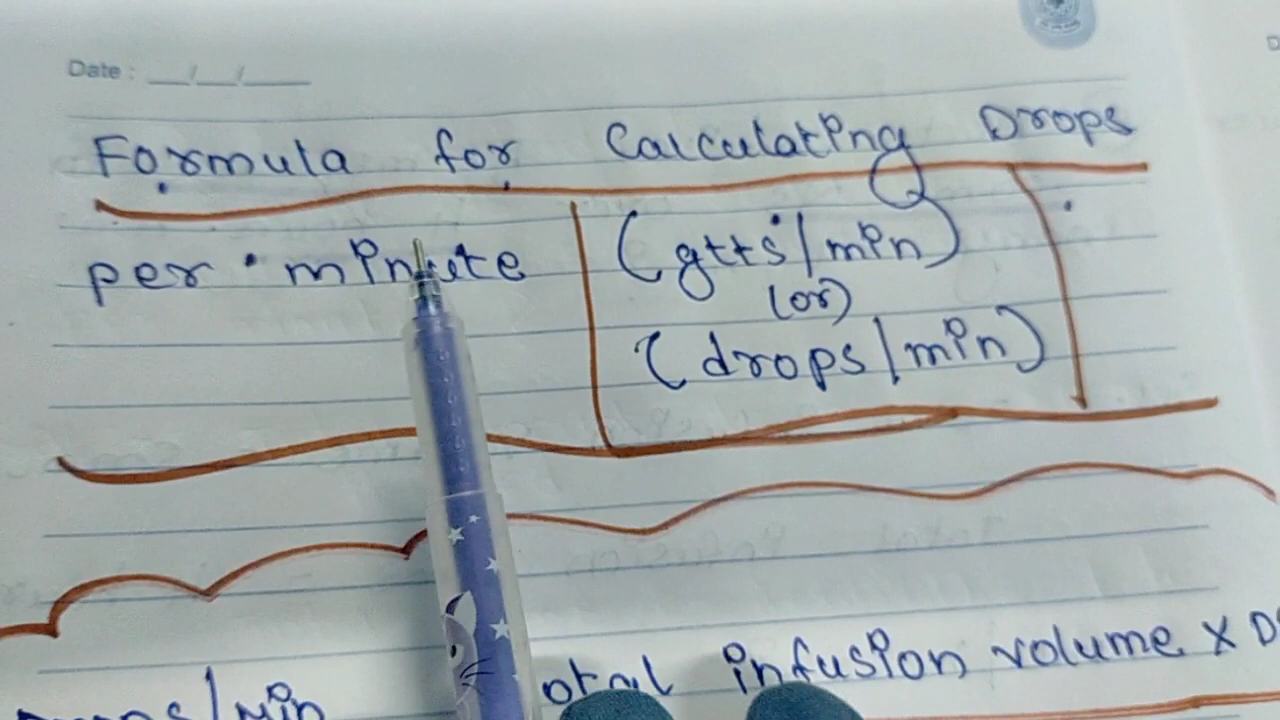 Date : __/__/____
Formula for Calculating Drops
per minute (gtts/min)
(or)
(drops/min)
infusion volume X